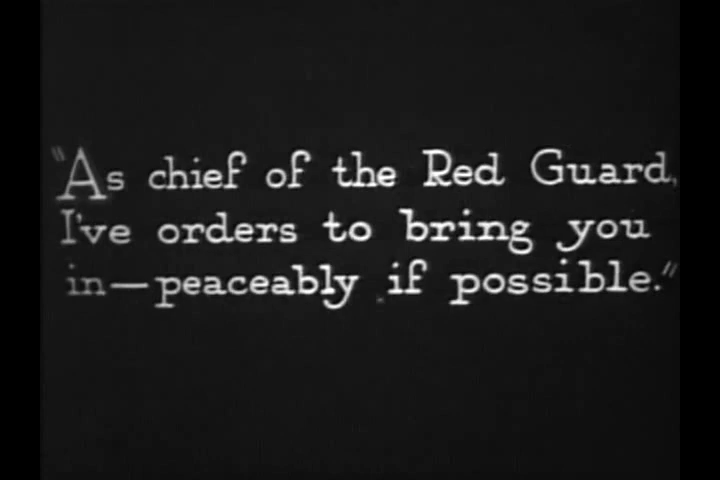 "As chief of the Red Guard,
I've orders to bring you
in—peaceably if possible."